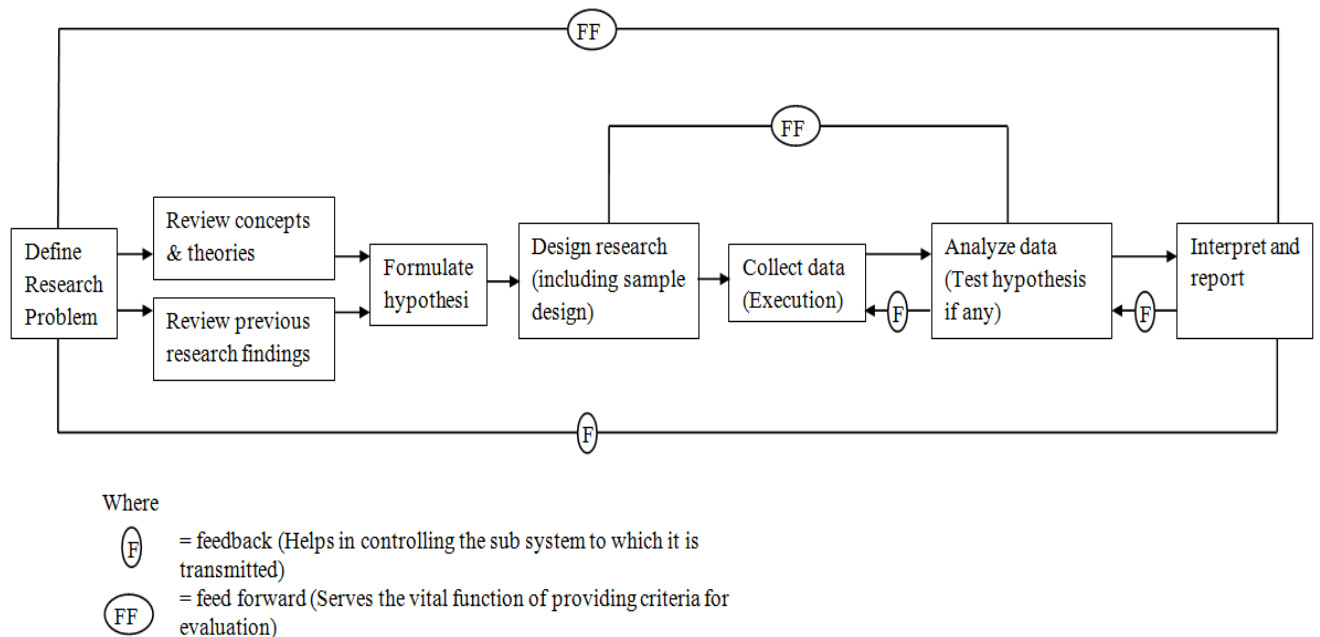 FF
FF
Define
Research
Problem
Review concepts
& theories
Review previous
research findings
Formulate
hypothesi
Design research
(including sample
design)
Collect data
(Execution)
F
Analyze data
(Test hypothesis
if any)
F
Interpret and
report
F
Where
F = feedback (Helps in controlling the sub system to which it is
transmitted)
FF = feed forward (Serves the vital function of providing criteria for
evaluation)